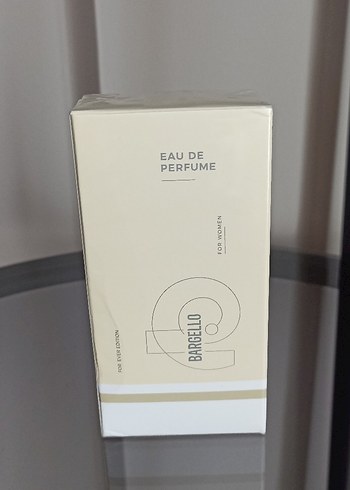 EAU DE
PERFUME
FOR WOMEN
BARGELLO
FOR EVER EDITION